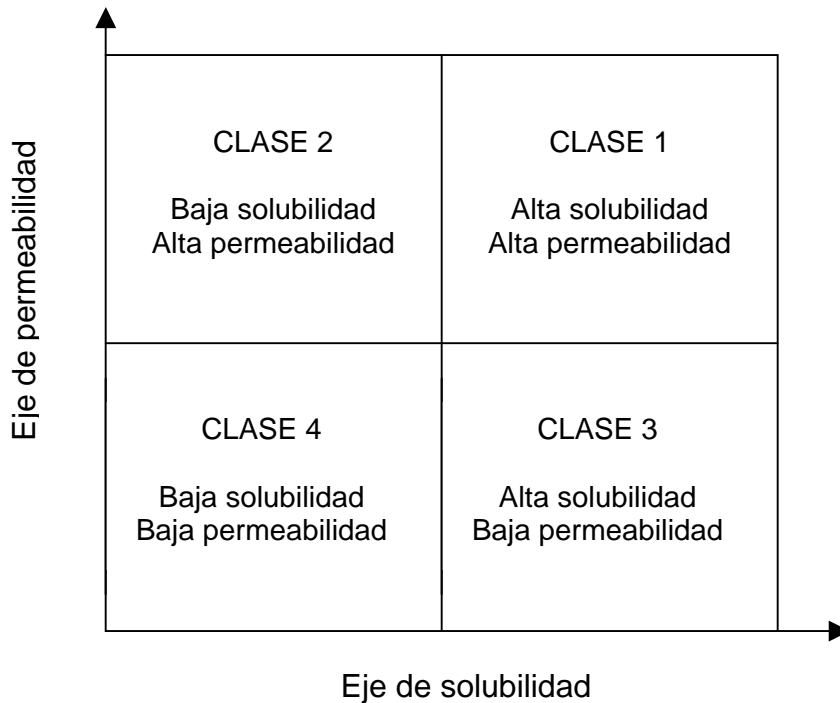 Eje de permeabilidad
CLASE 2
Baja solubilidad
Alta permeabilidad
CLASE 1
Alta solubilidad
Alta permeabilidad
CLASE 4
Baja solubilidad
Baja permeabilidad
CLASE 3
Alta solubilidad
Baja permeabilidad
Eje de solubilidad